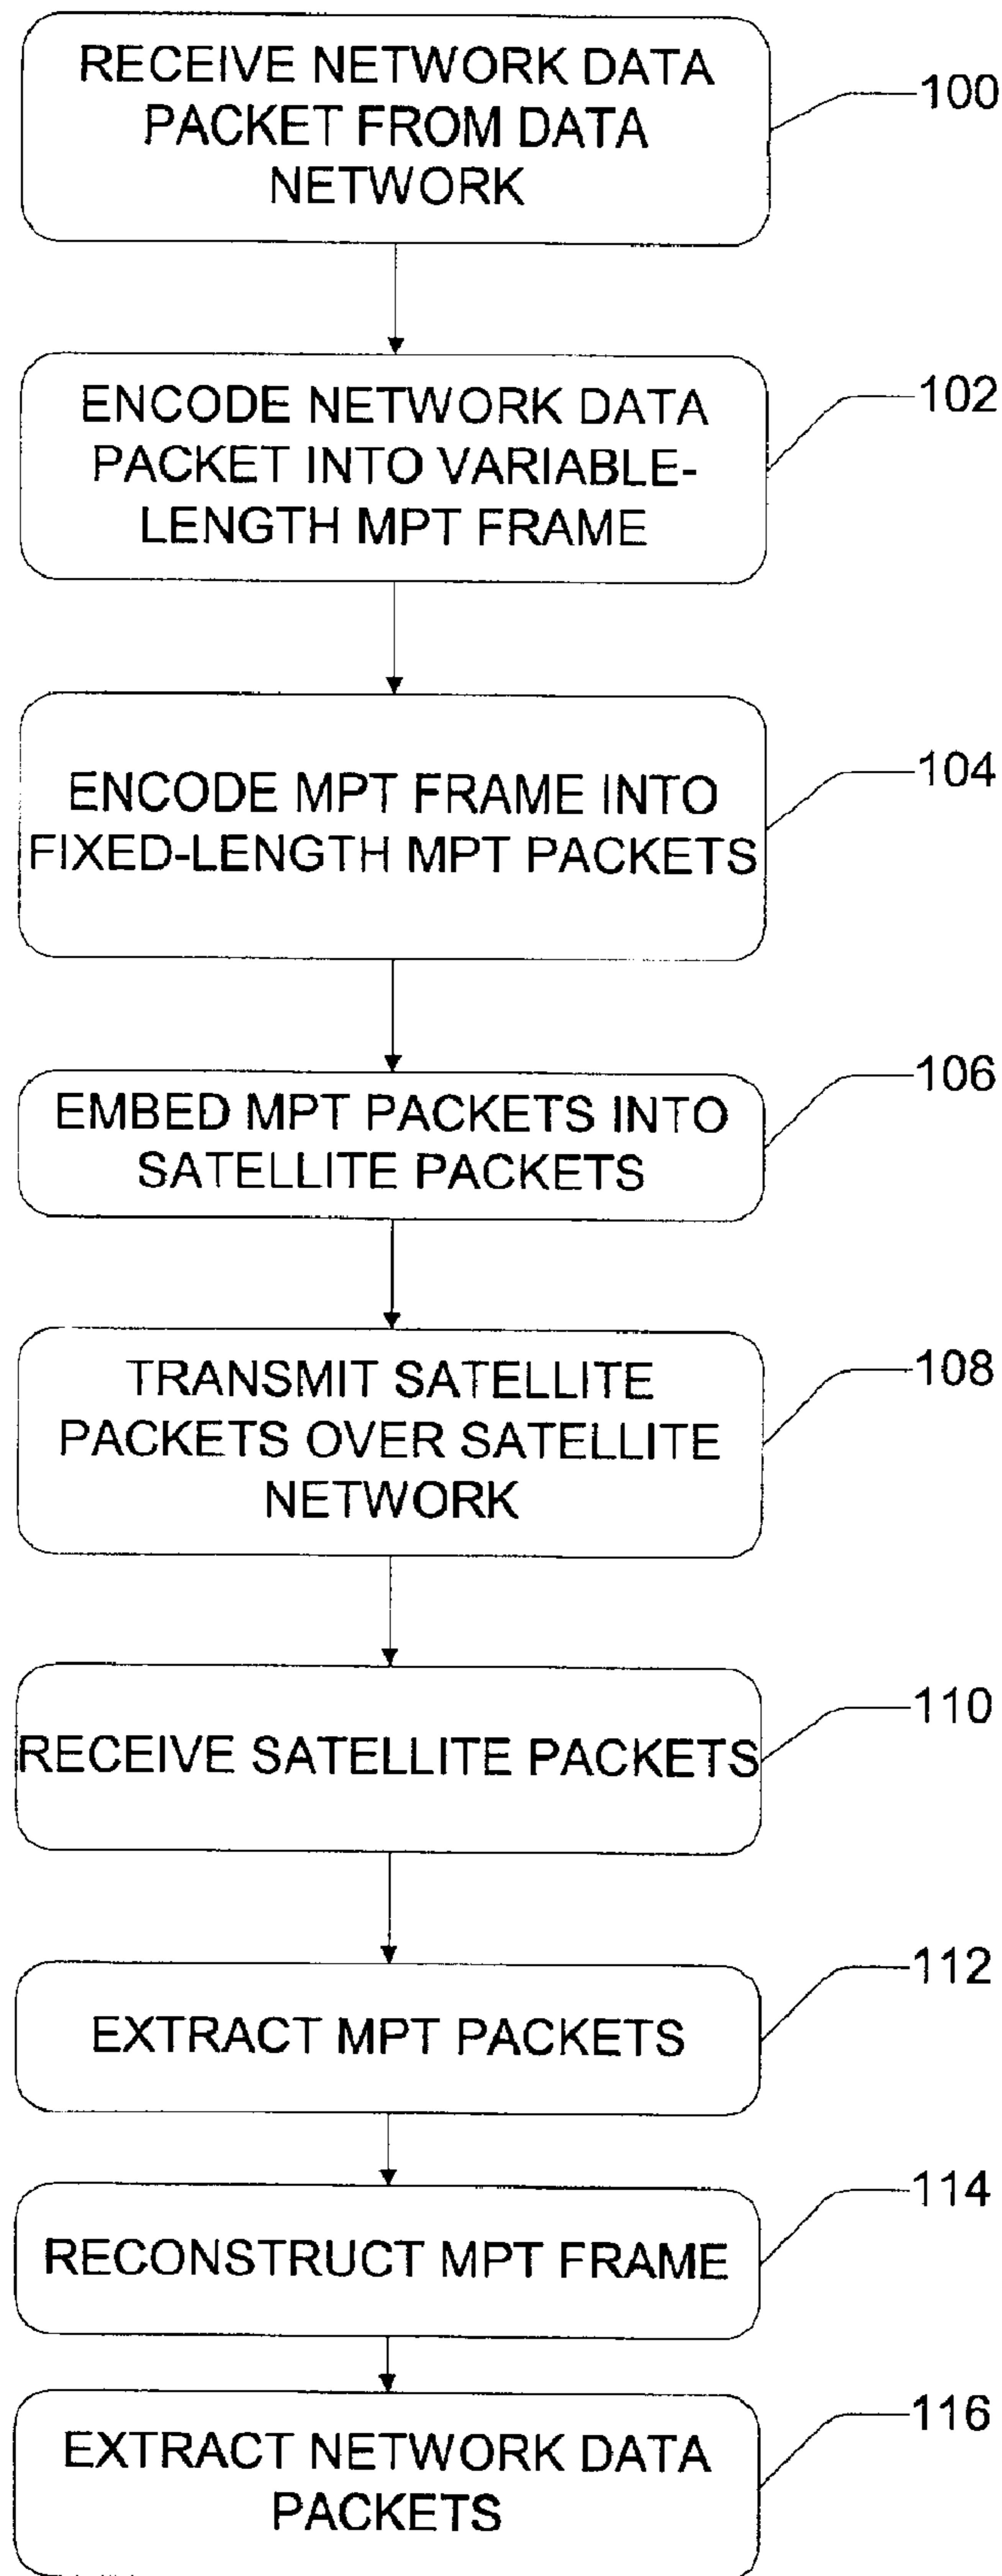 RECEIVE NETWORK DATA
PACKET FROM DATA
NETWORK
100
ENCODE NETWORK DATA
PACKET INTO VARIABLE-
LENGTH MPT FRAME
102
ENCODE MPT FRAME INTO
FIXED-LENGTH MPT PACKETS
104
EMBED MPT PACKETS INTO
SATELLITE PACKETS
106
TRANSMIT SATELLITE
PACKETS OVER SATELLITE
NETWORK
108
RECEIVE SATELLITE PACKETS
110
EXTRACT MPT PACKETS
112
RECONSTRUCT MPT FRAME
114
EXTRACT NETWORK DATA
PACKETS
116